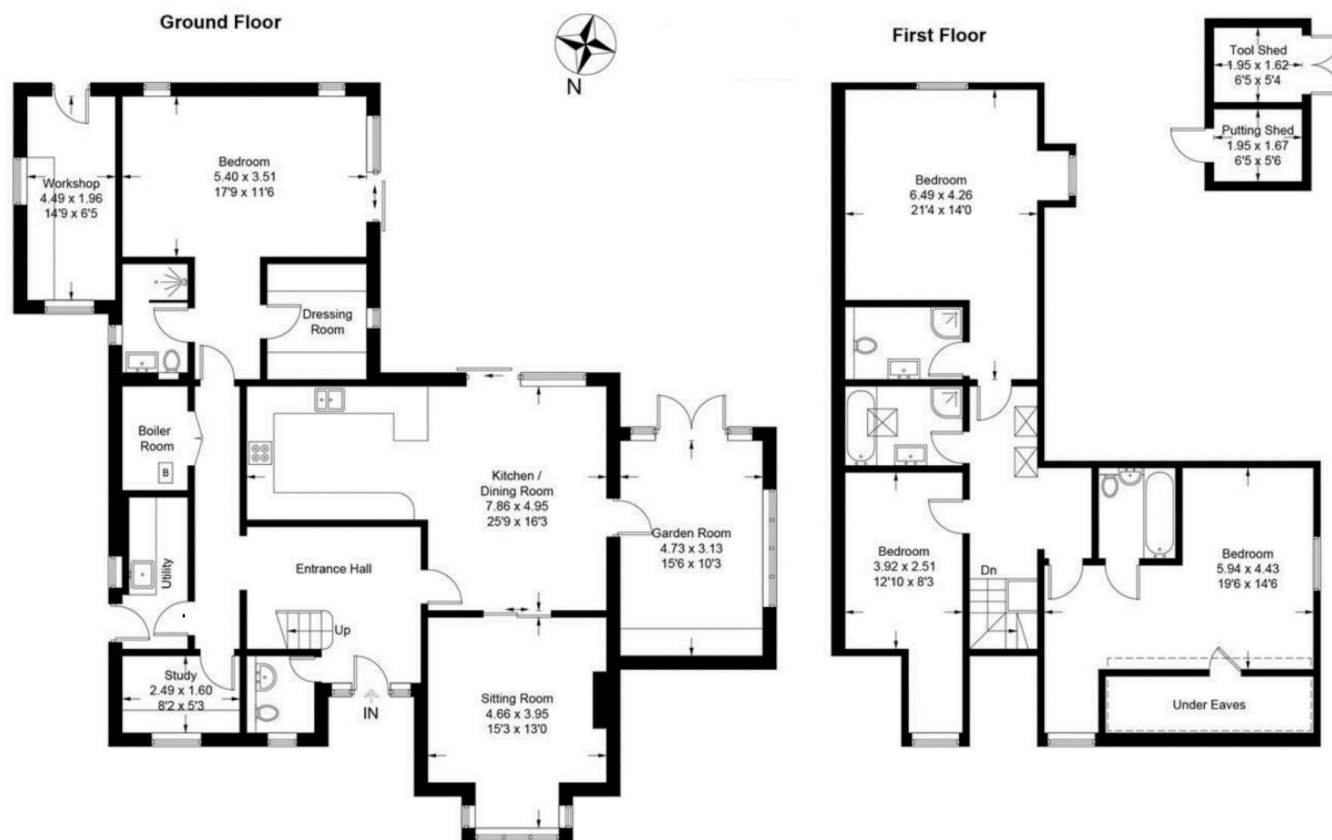 Ground Floor
N
First Floor
Tool Shed
1.95 x 1.62
6'5 x 5'4
Putting Shed
1.95 x 1.67
6'5 x 5'6
Workshop
4.49 x 1.96
14'9 x 6'5
Bedroom
5.40 x 3.51
17'9 x 11'6
Dressing
Room
Boiler
Room
B
Utility
Kitchen /
Dining Room
7.86 x 4.95
25'9 x 16'3
Garden Room
4.73 x 3.13
15'6 x 10'3
Entrance Hall
Up
Study
2.49 x 1.60
8'2 x 5'3
IN
Sitting Room
4.66 x 3.95
15'3 x 13'0
Bedroom
6.49 x 4.26
21'4 x 14'0
Bedroom
3.92 x 2.51
12'10 x 8'3
Dn
Bedroom
5.94 x 4.43
19'6 x 14'6
Under Eaves